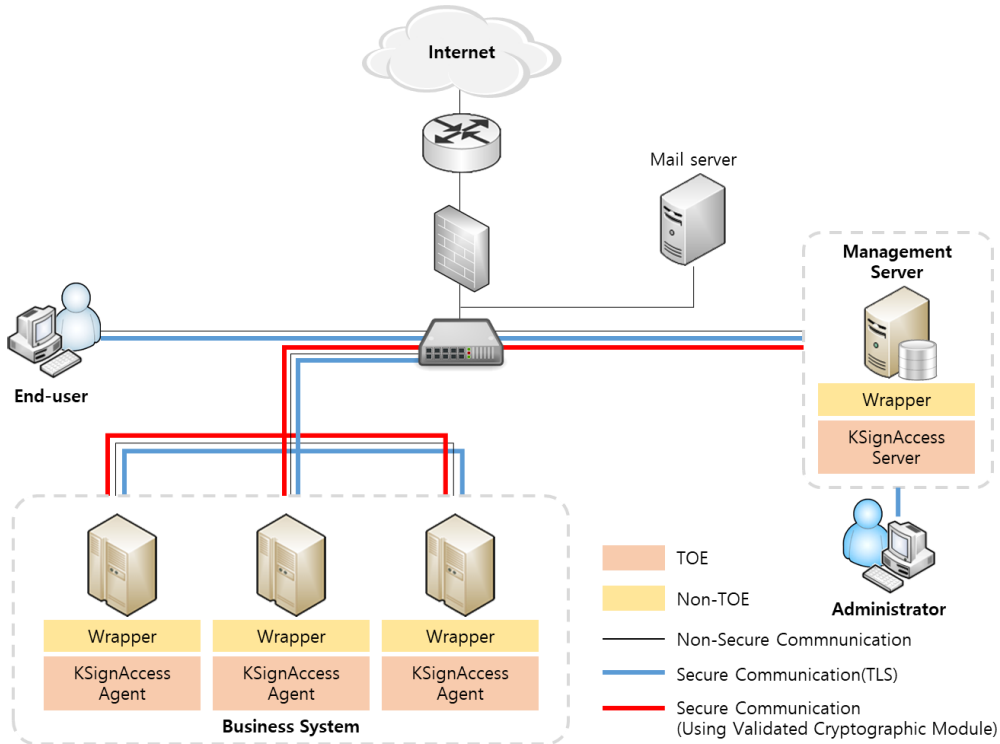 Internet
Mail server
Management
Server
Wrapper
KSignAccess
Server
End-user
Administrator
Wrapper
KSignAccess
Agent
Wrapper
KSignAccess
Agent
Wrapper
KSignAccess
Agent
Business System
TOE
Non-TOE
Non-Secure Commnunication
Secure Communication(TLS)
Secure Communication
(Using Validated Cryptographic Module)